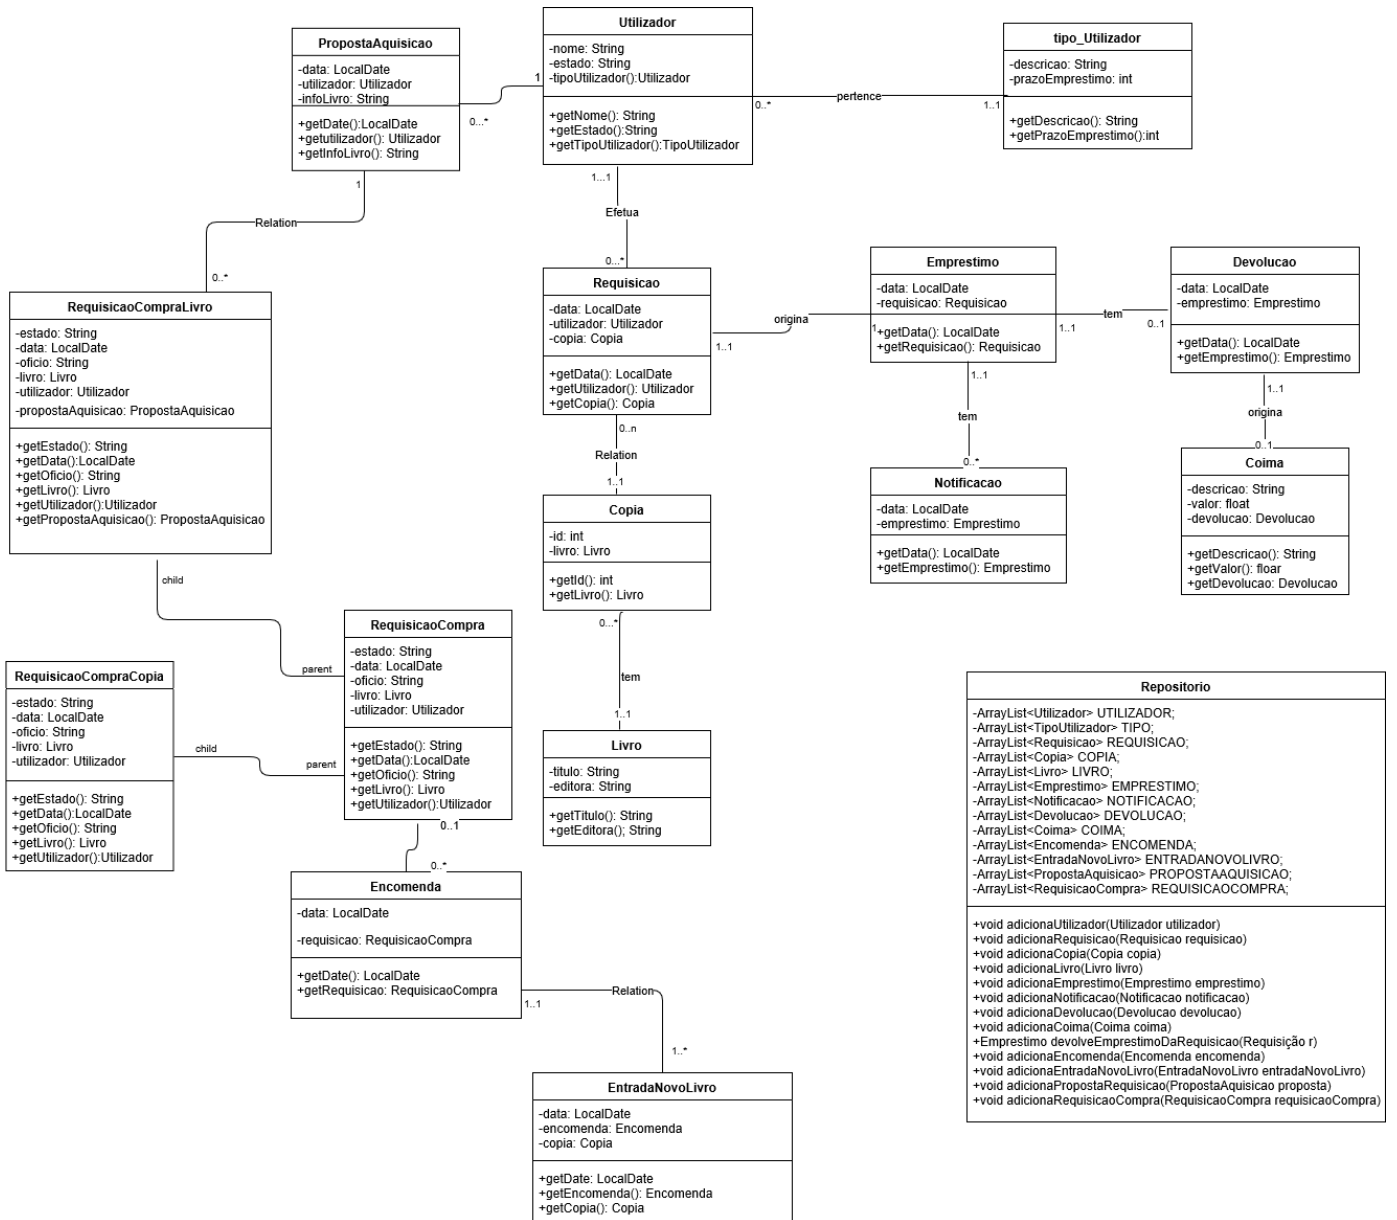 PropostaAquisicao
-data: LocalDate
-utilizador: Utilizador
-infoLivro: String
+getDate():LocalDate
+getutilizador(): Utilizador
+getInfoLivro(): String
Utilizador
-nome: String
-estado: String
-tipoUtilizador():Utilizador
+getNome(): String
+getEstado():String
+getTipoUtilizador():TipoUtilizador
tipo_Utilizador
-descricao: String
-prazoEmprestimo: int
+getDescricao(): String
+getPrazoEmprestimo():int
1
0...*
0..*
pertence
1..1
1
Relation
0..*
1...1
Efetua
0...*
RequisicaoCompraLivro
-estado: String
-data: LocalDate
-oficio: String
-livro: Livro
-utilizador: Utilizador
-propostaAquisicao: PropostaAquisicao
+getEstado(): String
+getData():LocalDate
+getOficio(): String
+getLivro(): Livro
+getUtilizador():Utilizador
+getPropostaAquisicao(): PropostaAquisicao
Requisicao
-data: LocalDate
-utilizador: Utilizador
-copia: Copia
+getData(): LocalDate
+getUtilizador(): Utilizador
+getCopia(): Copia
1..1
origina
1
Emprestimo
-data: LocalDate
-requisicao: Requisicao
+getData(): LocalDate
+getRequisicao(): Requisicao
1..1
tem
0..1
Devolucao
-data: LocalDate
-emprestimo: Emprestimo
+getData(): LocalDate
+getEmprestimo(): Emprestimo
1..1
tem
0..*
1..1
origina
0..1
0..n
Relation
1..1
Notificacao
-data: LocalDate
-emprestimo: Emprestimo
+getData(): LocalDate
+getEmprestimo(): Emprestimo
Coima
-descricao: String
-valor: float
-devolucao: Devolucao
+getDescricao(): String
+getValor(): floar
+getDevolucao: Devolucao
Copia
-id: int
-livro: Livro
+getId(): int
+getLivro(): Livro
0...*
tem
1..1
child
parent
RequisicaoCompra
-estado: String
-data: LocalDate
-oficio: String
-livro: Livro
-utilizador: Utilizador
+getEstado(): String
+getData():LocalDate
+getOficio(): String
+getLivro(): Livro
+getUtilizador():Utilizador
RequisicaoCompraCopia
-estado: String
-data: LocalDate
-oficio: String
-livro: Livro
-utilizador: Utilizador
+getEstado(): String
+getData():LocalDate
+getOficio(): String
+getLivro(): Livro
+getUtilizador():Utilizador
child
parent
Livro
-titulo: String
-editora: String
+getTitulo(): String
+getEditora(); String
0..1
0..*
Encomenda
-data: LocalDate
-requisicao: RequisicaoCompra
+getDate(): LocalDate
+getRequisicao: RequisicaoCompra
1..1
Relation
1..*
EntradaNovoLivro
-data: LocalDate
-encomenda: Encomenda
-copia: Copia
+getDate: LocalDate
+getEncomenda(): Encomenda
+getCopia(): Copia
Repositorio
-ArrayList<Utilizador> UTILIZADOR;
-ArrayList<TipoUtilizador> TIPO;
-ArrayList<Requisicao> REQUISICAO;
-ArrayList<Copia> COPIA;
-ArrayList<Livro> LIVRO;
-ArrayList<Emprestimo> EMPRESTIMO;
-ArrayList<Notificacao> NOTIFICACAO;
-ArrayList<Devolucao> DEVOLUCAO;
-ArrayList<Coima> COIMA;
-ArrayList<Encomenda> ENCOMENDA;
-ArrayList<EntradaNovoLivro> ENTRADANOVOLIVRO;
-ArrayList<PropostaAquisicao> PROPOSTAAQUISICAO;
-ArrayList<RequisicaoCompra> REQUISICAOCOMPRA;
+void adicionaUtilizador(Utilizador utilizador)
+void adicionaRequisicao(Requisicao requisicao)
+void adicionaCopia(Copia copia)
+void adicionaLivro(Livro livro)
+void adicionaEmprestimo(Emprestimo emprestimo)
+void adicionaNotificacao(Notificacao notificacao)
+void adicionaDevolucao(Devolucao devolucao)
+void adicionaCoima(Coima coima)
+Emprestimo devolveEmprestimoDaRequisicao(Requisição r)
+void adicionaEncomenda(Encomenda encomenda)
+void adicionaEntradaNovoLivro(EntradaNovoLivro entradaNovoLivro)
+void adicionaPropostaRequisicao(PropostaAquisicao proposta)
+void adicionaRequisicaoCompra(RequisicaoCompra requisicaoCompra)